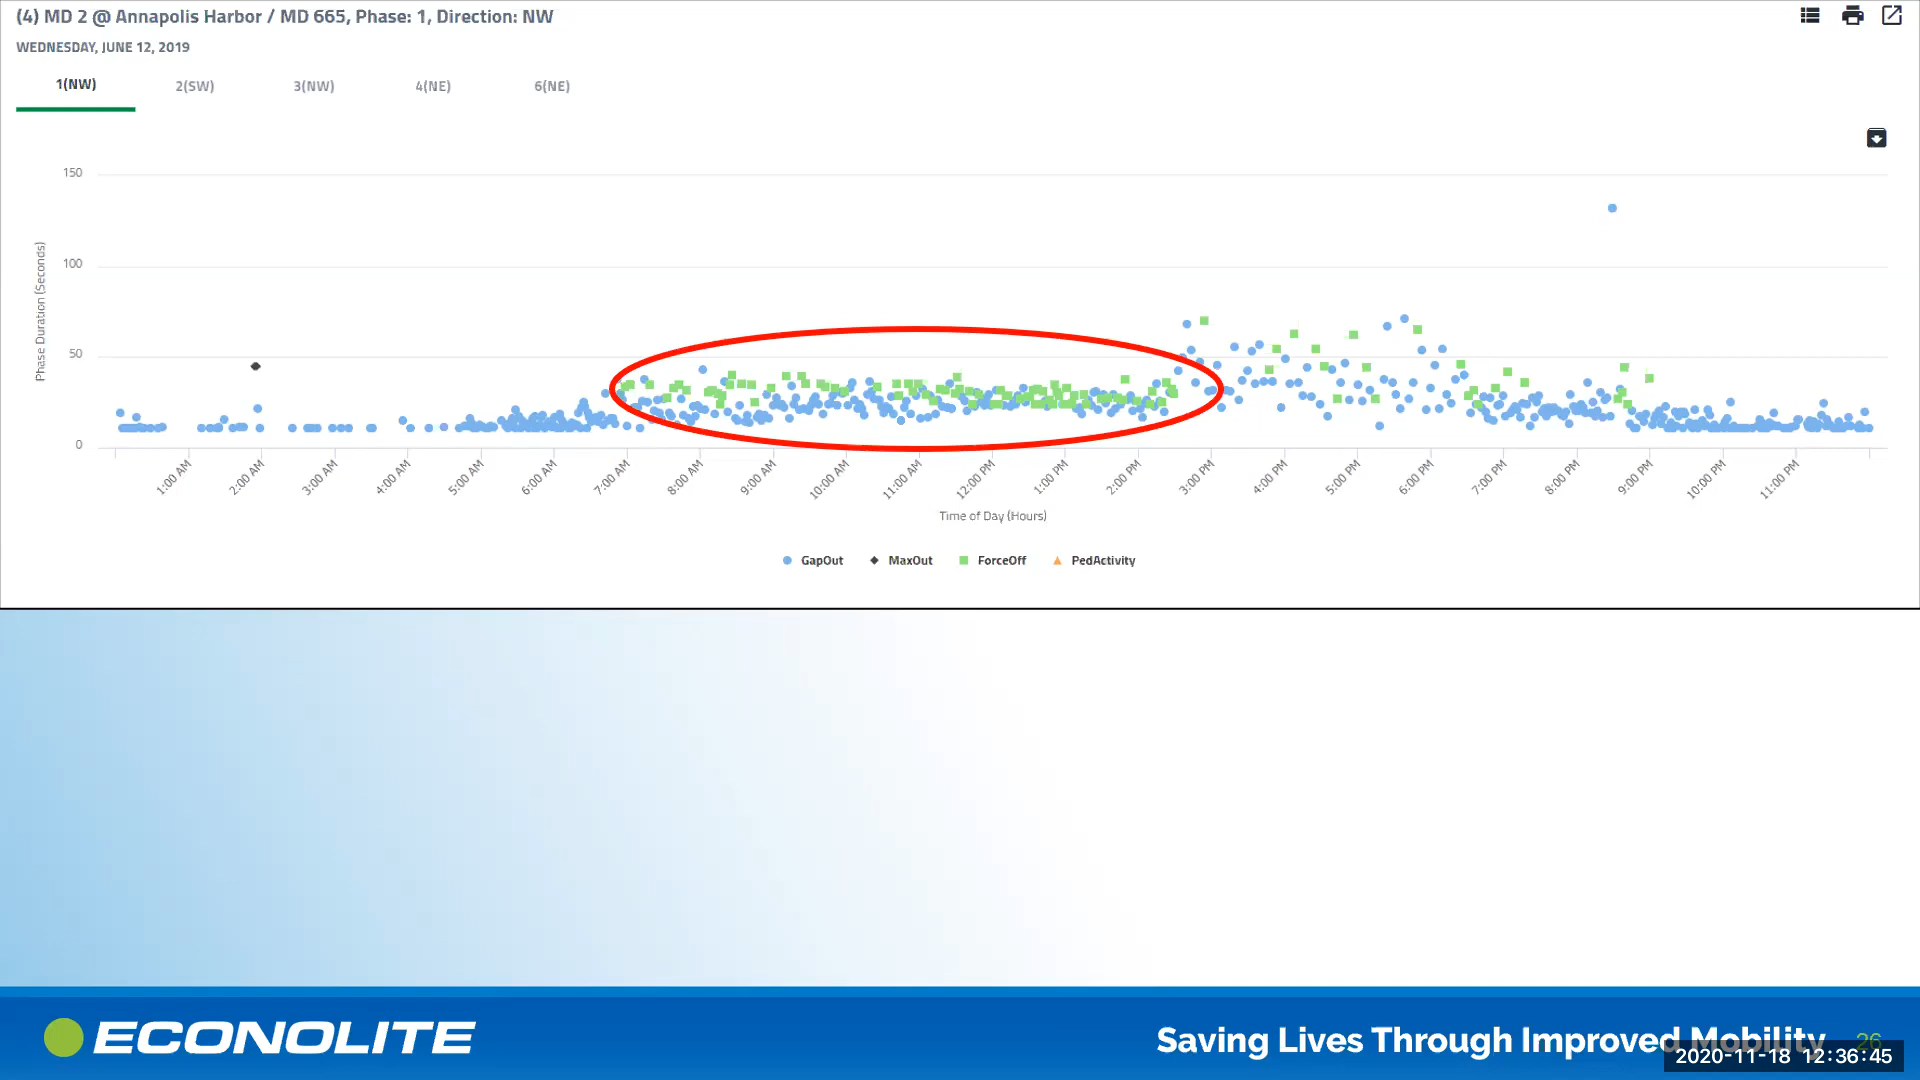 (4) MD 2 @ Annapolis Harbor / MD 665, Phase: 1, Direction: NW
WEDNESDAY, JUNE 12, 2019
1(NW) 2(SW) 3(NW) 4(NE) 6(NE)
150
100
50
0
Phase Duration (Seconds)
1:00 AM 2:00 AM 3:00 AM 4:00 AM 5:00 AM 6:00 AM 7:00 AM 8:00 AM 9:00 AM 10:00 AM 11:00 AM 12:00 PM 1:00 PM 2:00 PM 3:00 PM 4:00 PM 5:00 PM 6:00 PM 7:00 PM 8:00 PM 9:00 PM 10:00 PM 11:00 PM
Time of Day (Hours)
GapOut MaxOut ForceOff PedActivity
ECONOLITE
Saving Lives Through Improved Mobility 26
2020-11-18 12:36:45